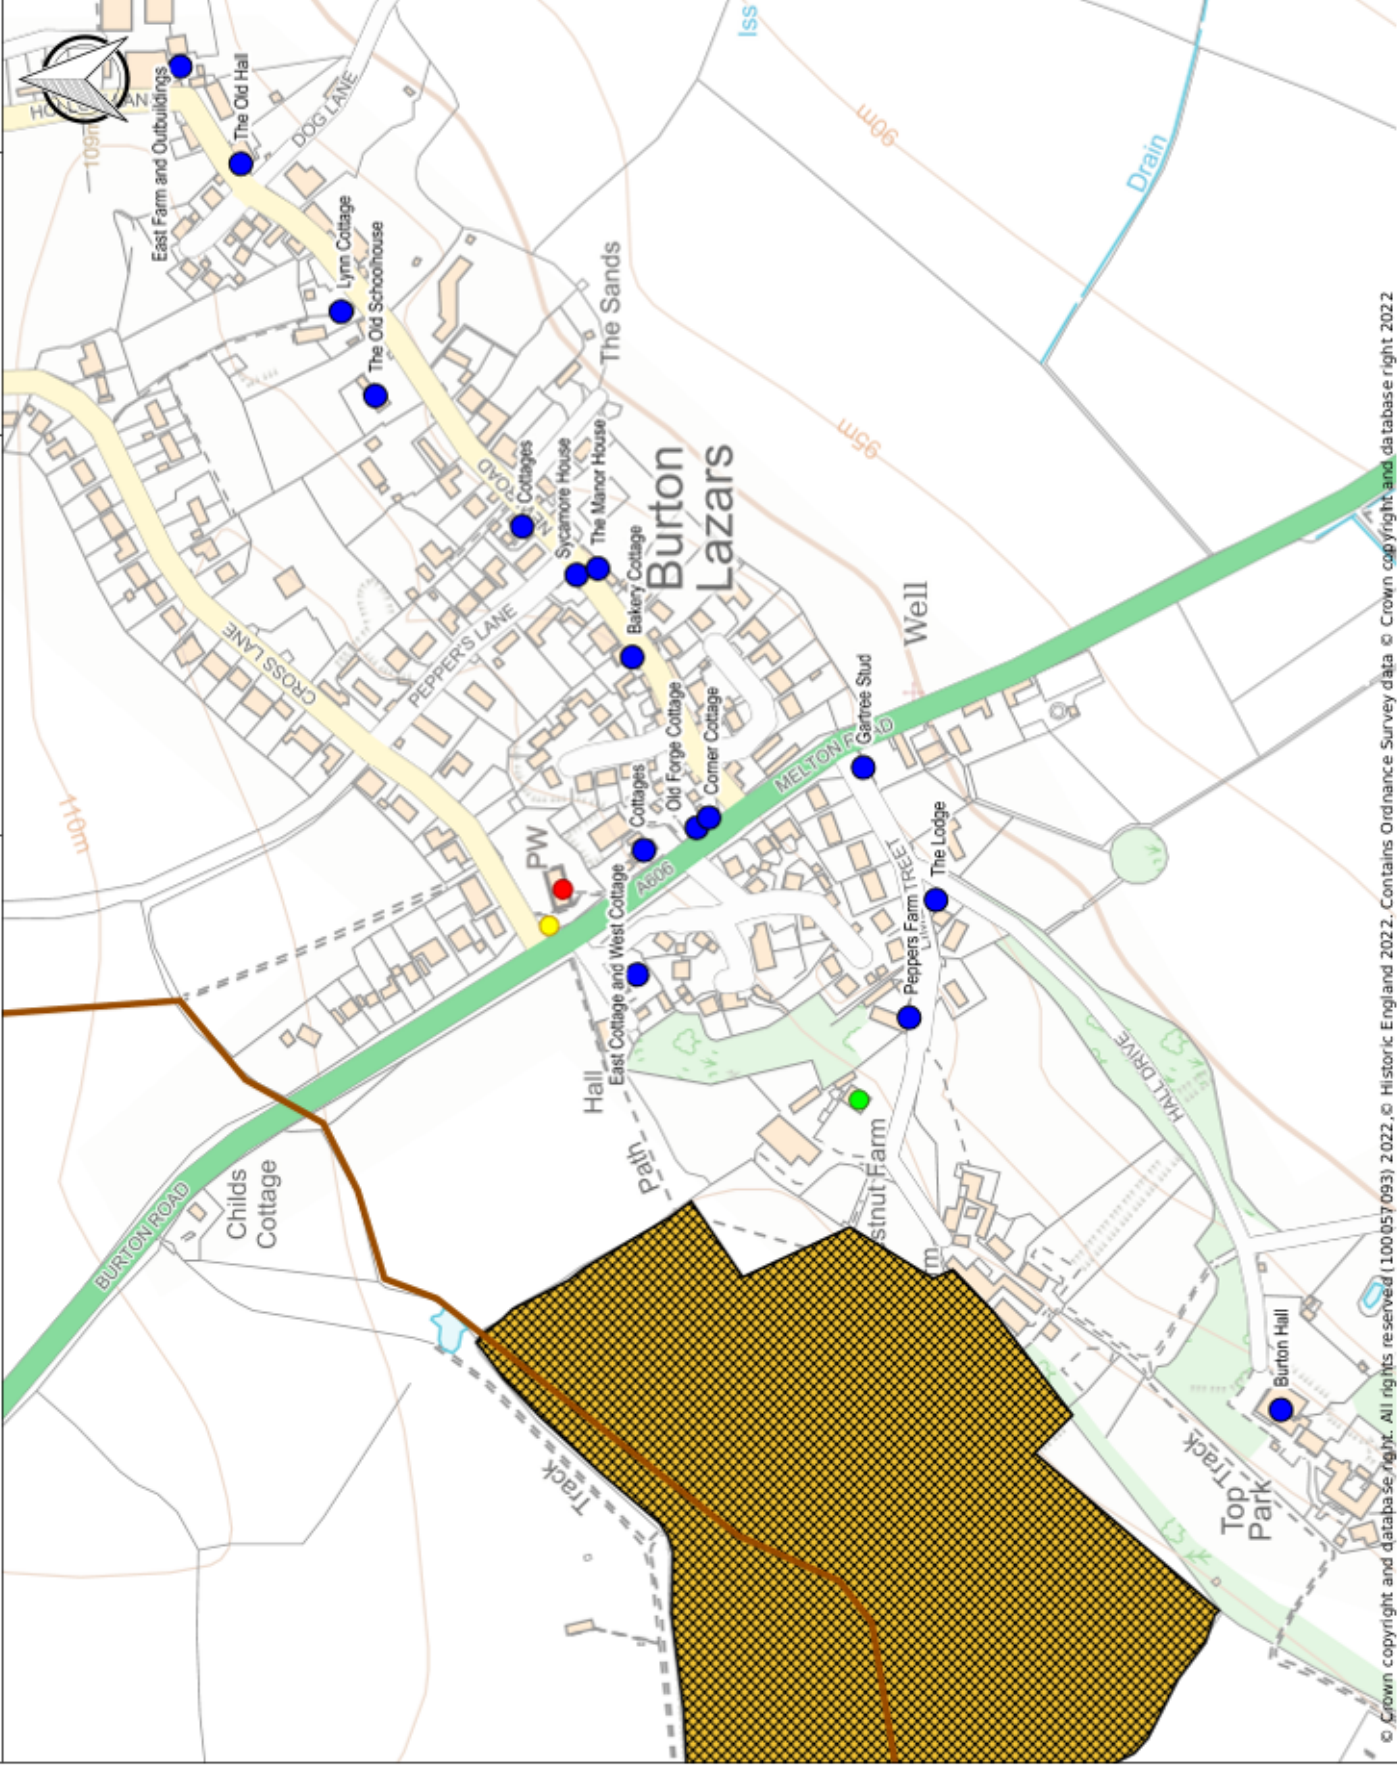 East Farm and Outbuildings
The Old Hall
109m
DOG LANE
Lynn Cottage
The Old Schoolhouse
The Sands
Iss
90m
Drain
95m
Cottages
Sycamore House
The Manor House
Bakery Cottage
Burton
Lazars
CROSS LANE
PEPPER'S LANE
110m
PW
Cottages
Old Forge Cottage
Corner Cottage
MELTON ROAD
Gartree Stud
Well
A606
East Cottage and West Cottage
Peppers Farm
The Lodge
Hall
Path
HALL DRIVE
BURTON ROAD
Childs
Cottage
stnut Farm
rm
Track
Burton Hall
Track
Top
Park
© Crown copyright and database right. All rights reserved (100057093) 2022,© Historic England 2022, Contains Ordnance Survey data © Crown copyright and database right 2022